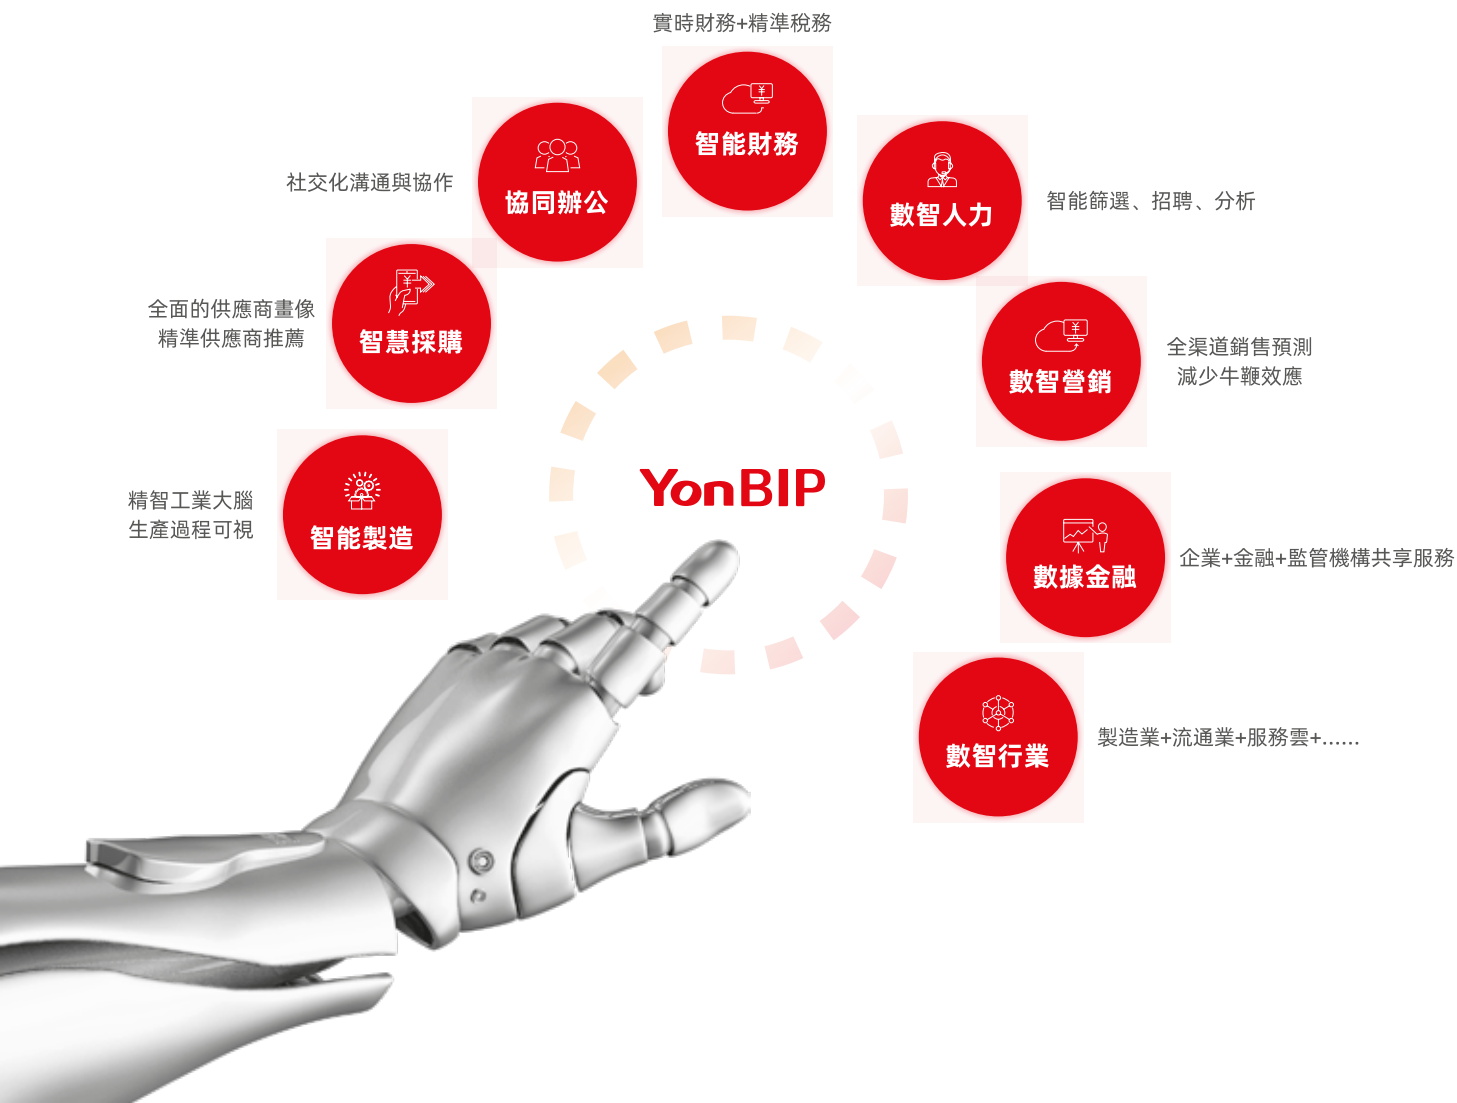 實時財務+精準稅務
智能財務
社交化溝通與協作
協同辦公
數智人力
智能篩選、招聘、分析
全面的供應商畫像
精準供應商推薦
智慧採購
數智營銷
全渠道銷售預測
減少牛鞭效應
精智工業大腦
生產過程可視
智能製造
YonBIP
數據金融
企業+金融+監管機構共享服務
數智行業
製造業+流通業+服務雲+......